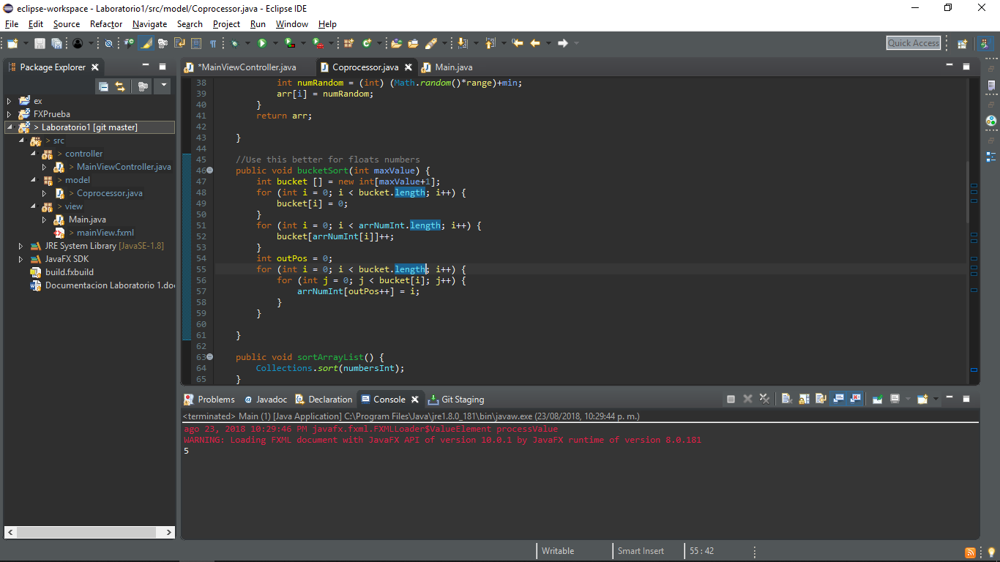 eclipse-workspace - Laboratorio1/src/model/Coprocessor.java - Eclipse IDE
File Edit Source Refactor Navigate Search Project Run Window Help
Quick Access
Package Explorer
ex
FXPrueba
> Laboratorio1 [git master]
> src
> controller
> MainViewController.java
> model
> Coprocessor.java
> view
Main.java
> mainView.fxml
JRE System Library [JavaSE-1.8]
JavaFX SDK
build.fxbuild
Documentacion Laboratorio 1.do
*MainViewController.java Coprocessor.java Main.java
38 int numRandom = (int) (Math.random()*range)+min;
39 arr[i] = numRandom;
40 }
41 return arr;
42
43 }
44
45 //Use this better for floats numbers
46 public void bucketSort(int maxValue) {
47 int bucket [] = new int[maxValue+1];
48 for (int i = 0; i < bucket.length; i++) {
49 bucket[i] = 0;
50 }
51 for (int i = 0; i < arrNumInt.length; i++) {
52 bucket[arrNumInt[i]]++;
53 }
54 int outPos = 0;
55 for (int i = 0; i < bucket.length; i++) {
56 for (int j = 0; j < bucket[i]; j++) {
57 arrNumInt[outPos++] = i;
58 }
59 }
60
61 }
62
63 public void sortArrayList() {
64 Collections.sort(numbersInt);
65 }
Problems @ Javadoc Declaration Console Git Staging
<terminated> Main (1) [Java Application] C:\Program Files\Java\jre1.8.0_181\bin\javaw.exe (23/08/2018, 10:29:44 p. m.)
ago 23, 2018 10:29:46 PM javafx.fxml.FXMLLoader$ValueElement processValue
WARNING: Loading FXML document with JavaFX API of version 10.0.1 by JavaFX runtime of version 8.0.181
5
Writable Smart Insert 55 : 42